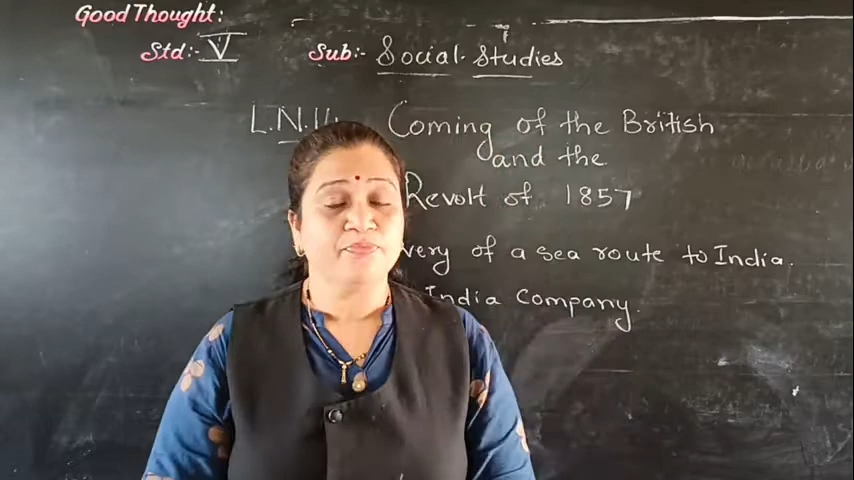 Good Thought:
Std:- V Sub:- Social Studies
L.N. Coming of the British
and the
Revolt of 1857
very of a sea route to India.
India Company.